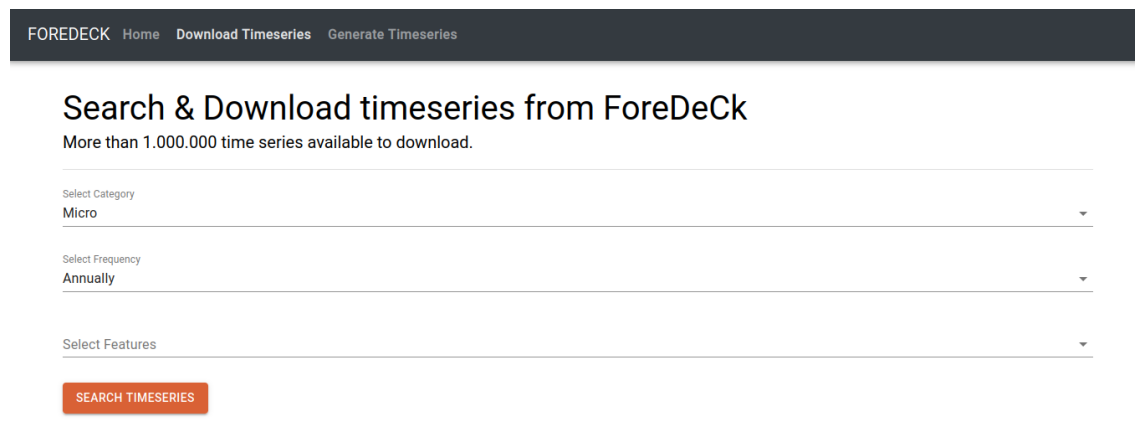 FOREDECK Home Download Timeseries Generate Timeseries
Search & Download timeseries from ForeDeCk
More than 1.000.000 time series available to download.
Select Category
Micro
Select Frequency
Annually
Select Features
SEARCH TIMESERIES